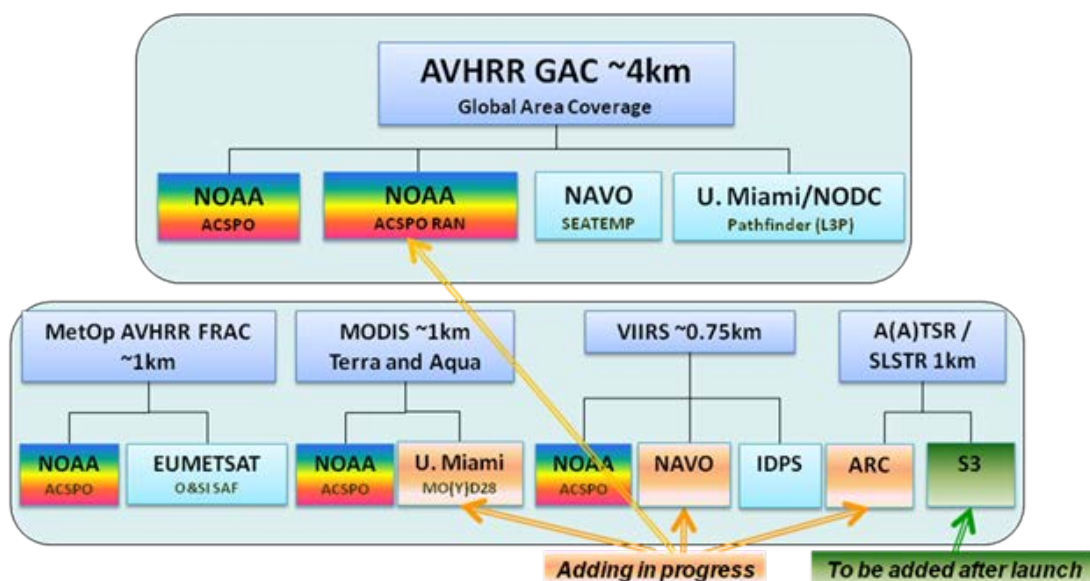 AVHRR GAC ~4km
Global Area Coverage
NOAA
ACSPO
NOAA
ACSPO RAN
NAVO
SEATEMP
U. Miami/NODC
Pathfinder (L3P)
MetOp AVHRR FRAC
~1km
MODIS ~1km
Terra and Aqua
VIIRS ~0.75km
A(A)TSR /
SLSTR 1km
NOAA
ACSPO
EUMETSAT
O&SI SAF
NOAA
ACSPO
U. Miami
MO(Y)D28
NOAA
ACSPO
NAVO
IDPS
ARC
S3
Adding in progress
To be added after launch